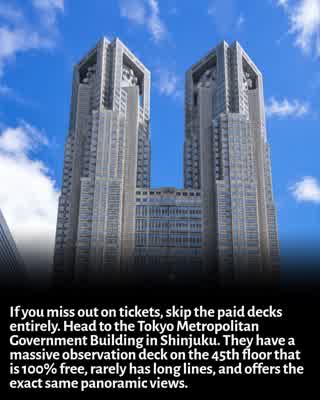 If you miss out on tickets, skip the paid decks
entirely. Head to the Tokyo Metropolitan
Government Building in Shinjuku. They have a
massive observation deck on the 45th floor that
is 100% free, rarely has long lines, and offers the
exact same panoramic views.